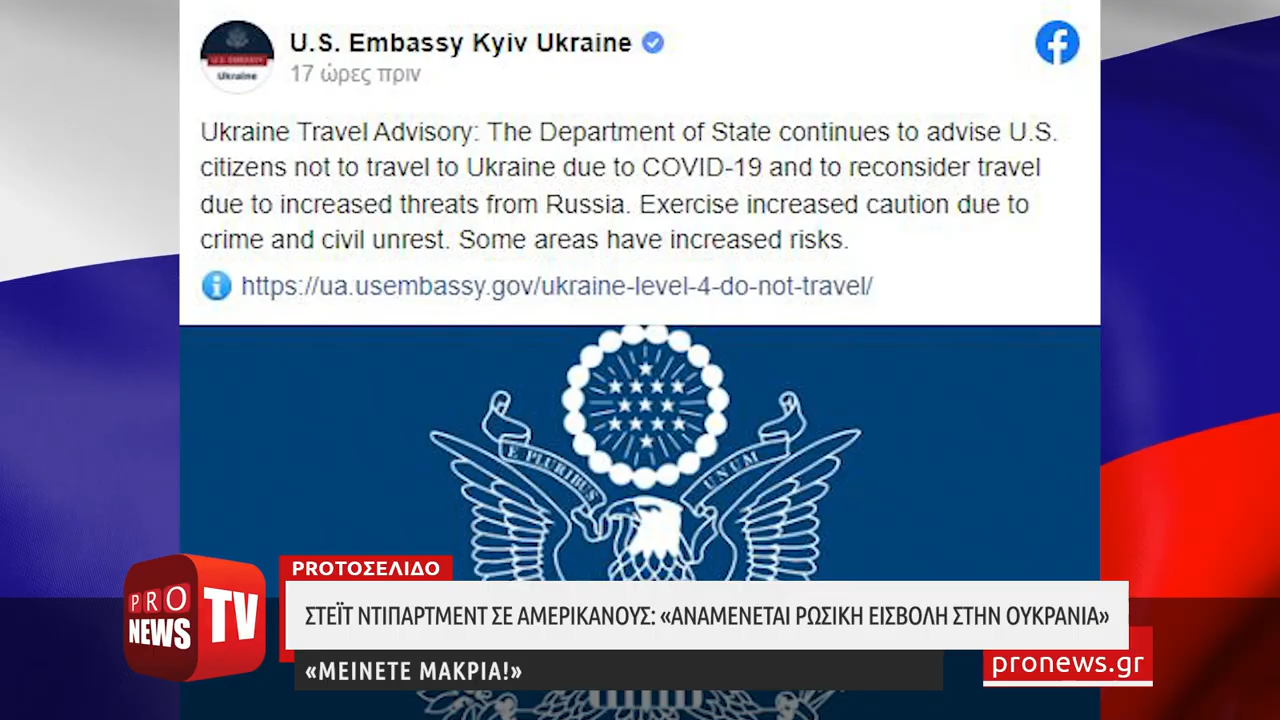 U.S. Embassy Kyiv Ukraine
17 ώρες πριν
U.S. EMBASSY
Ukraine
Ukraine Travel Advisory: The Department of State continues to advise U.S.
citizens not to travel to Ukraine due to COVID-19 and to reconsider travel
due to increased threats from Russia. Exercise increased caution due to
crime and civil unrest. Some areas have increased risks.
https://ua.usembassy.gov/ukraine-level-4-do-not-travel/
E PLURIBUS UNUM
PROTOΣΕΛΙΔΟ
PRO
NEWS
TV
ΣΤΕΪΤ ΝΤΙΠΑΡΤΜΕΝΤ ΣΕ ΑΜΕΡΙΚΑΝΟΥΣ: «ΑΝΑΜΕΝΕΤΑΙ ΡΩΣΙΚΗ ΕΙΣΒΟΛΗ ΣΤΗΝ ΟΥΚΡΑΝΙΑ»
«ΜΕΙΝΕΤΕ ΜΑΚΡΙΑ!»
pronews.gr